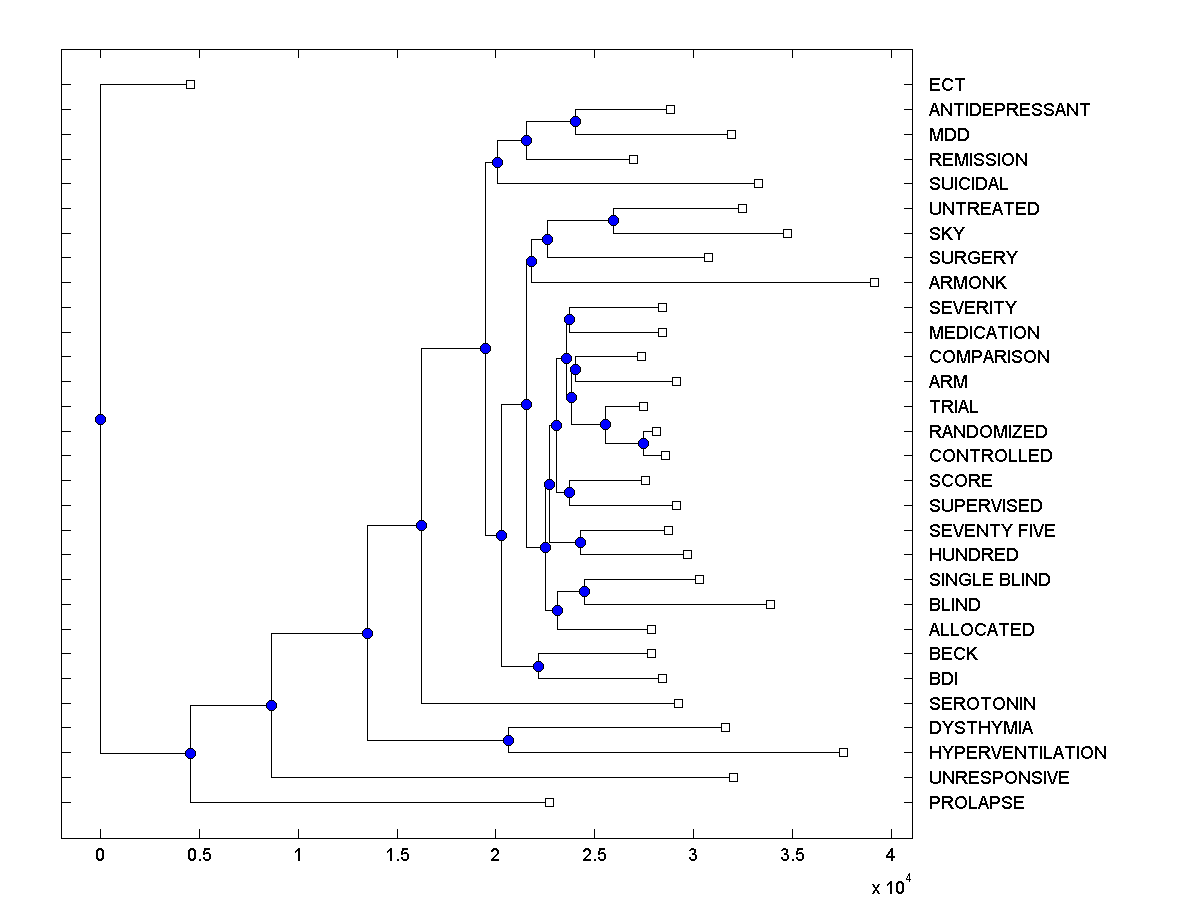 ECT
ANTIDEPRESSANT
MDD
REMISSION
SUICIDAL
UNTREATED
SKY
SURGERY
ARMONK
SEVERITY
MEDICATION
COMPARISON
ARM
TRIAL
RANDOMIZED
CONTROLLED
SCORE
SUPERVISED
SEVENTY FIVE
HUNDRED
SINGLE BLIND
BLIND
ALLOCATED
BECK
BDI
SEROTONIN
DYSTHYMIA
HYPERVENTILATION
UNRESPONSIVE
PROLAPSE
0 0.5 1 1.5 2 2.5 3 3.5 4
x 10^4